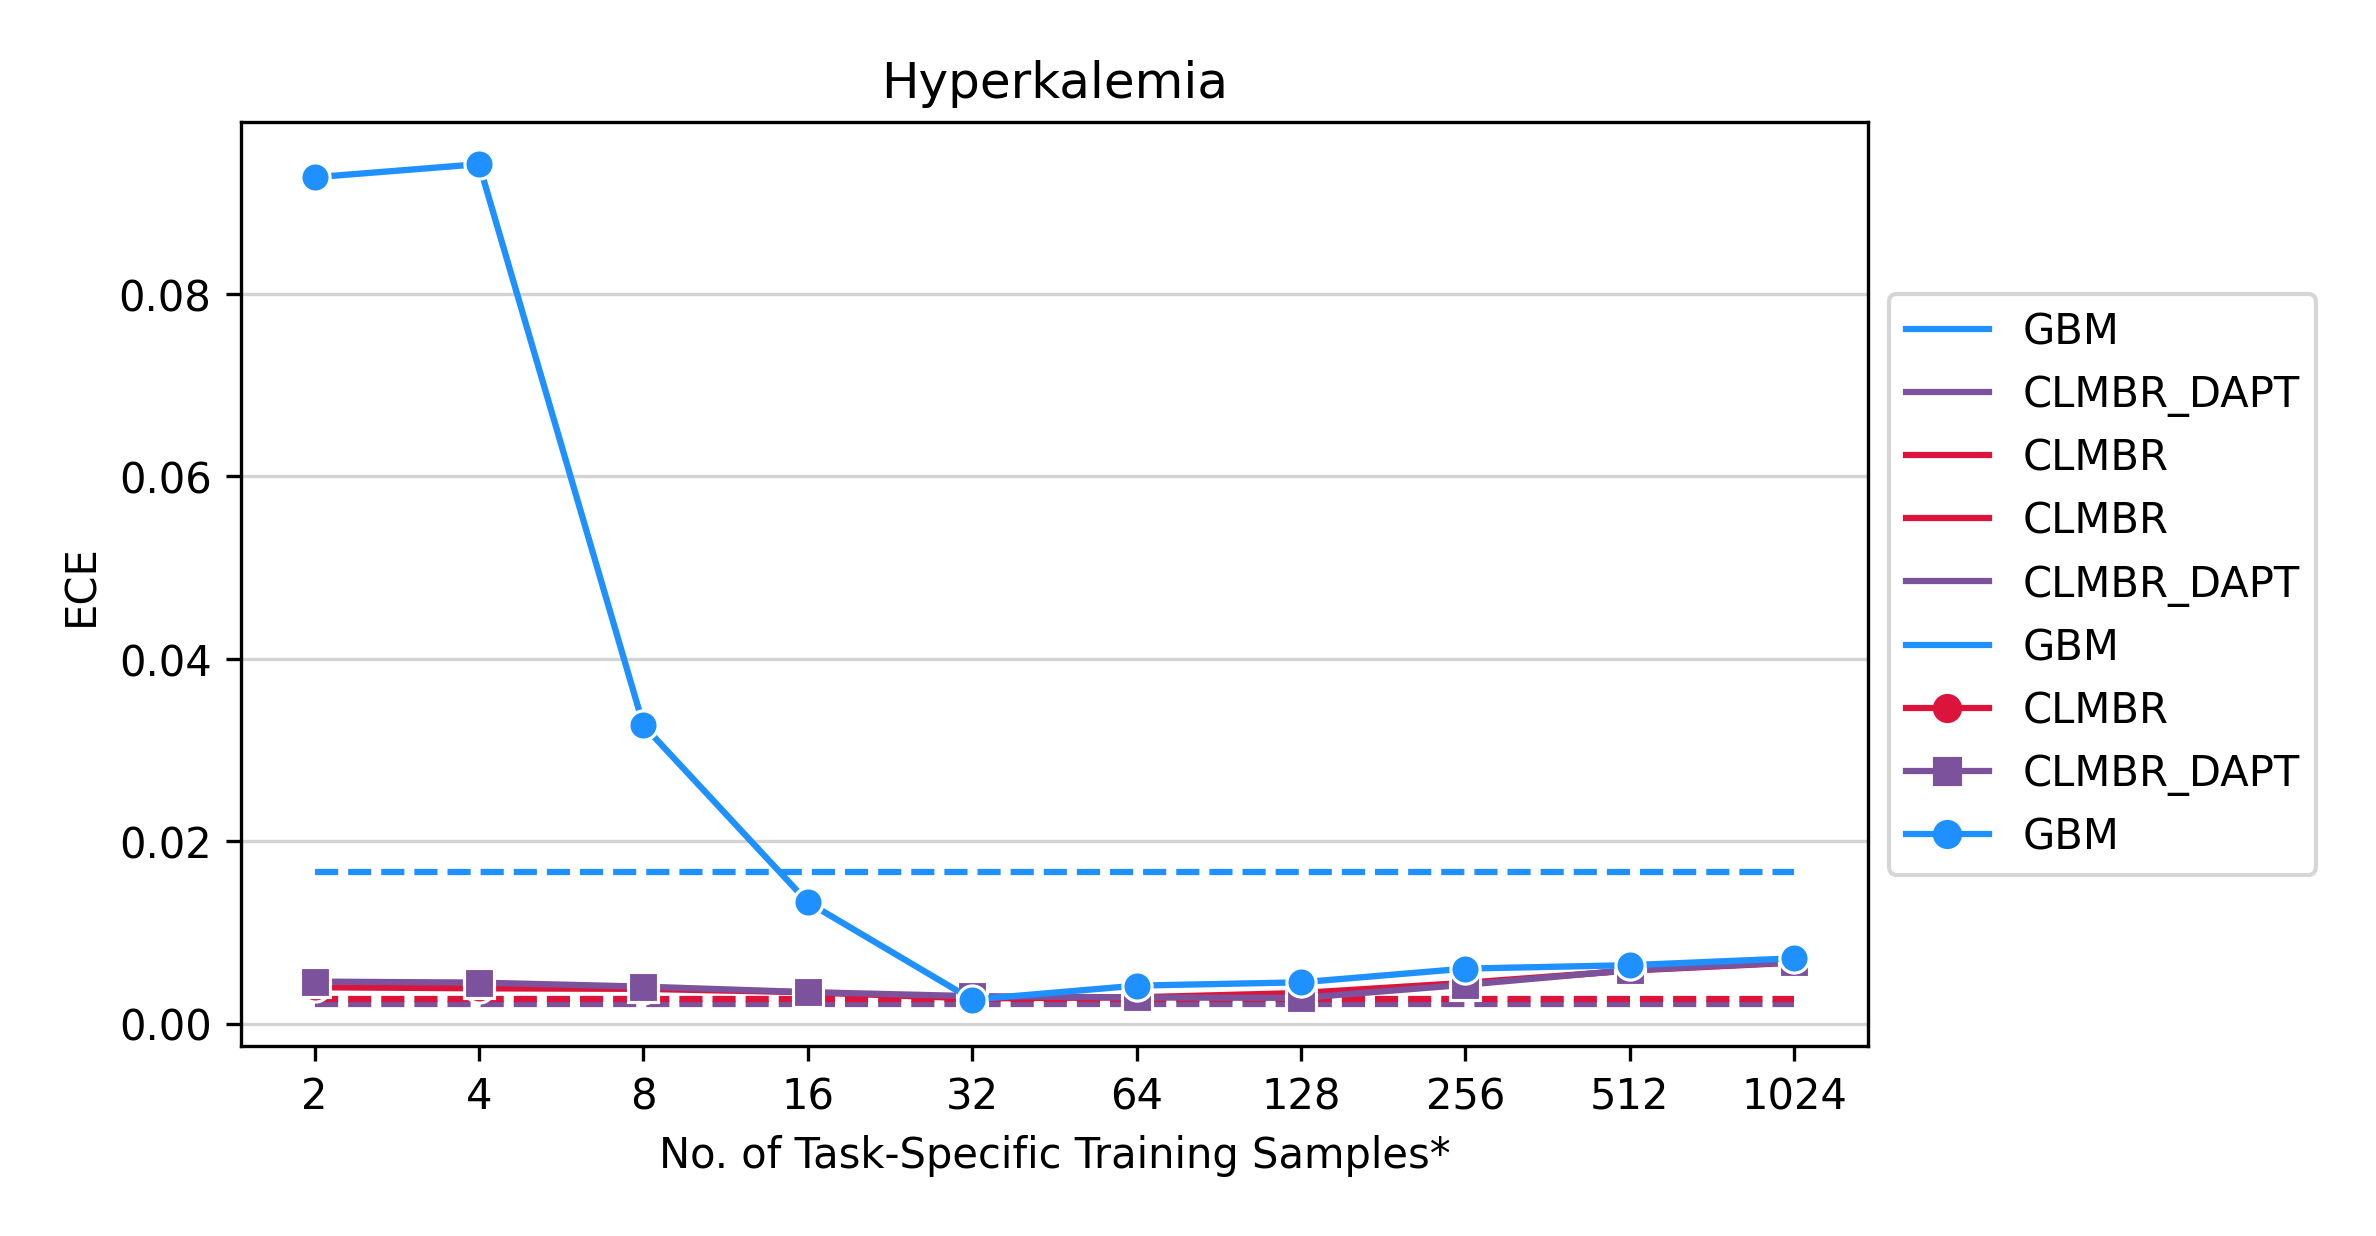 Hyperkalemia
ECE
0.08
0.06
0.04
0.02
0.00
2 4 8 16 32 64 128 256 512 1024
No. of Task-Specific Training Samples*
GBM
CLMBR_DAPT
CLMBR
CLMBR
CLMBR_DAPT
GBM
CLMBR
CLMBR_DAPT
GBM